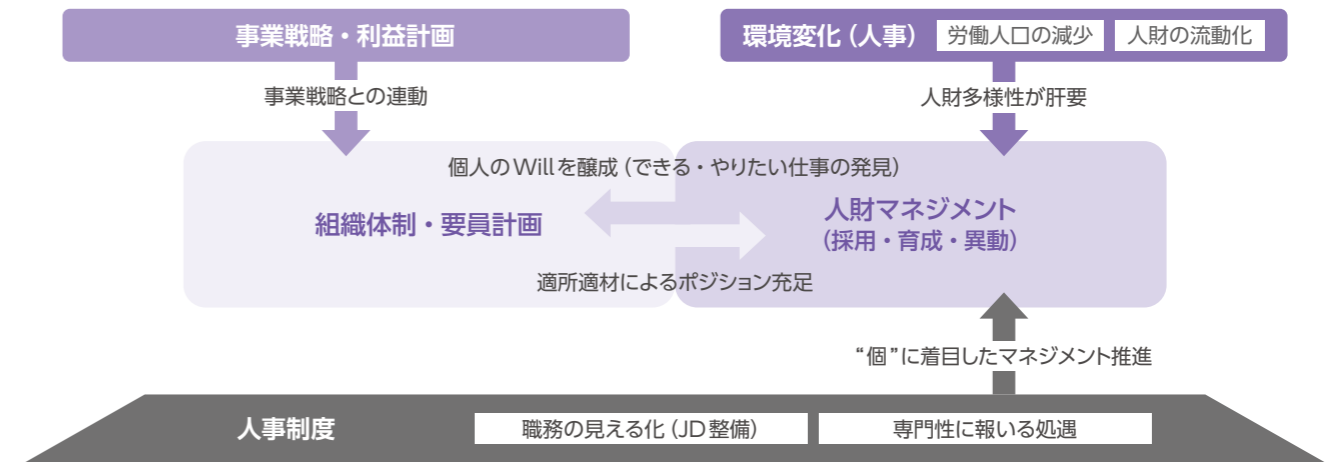 事業戦略・利益計画
環境変化（人事） 労働人口の減少 人財の流動化
事業戦略との連動
人財多様性が肝要
個人のWillを醸成（できる・やりたい仕事の発見）
組織体制・要員計画
人財マネジメント
（採用・育成・異動）
適所適材によるポジション充足
“個”に着目したマネジメント推進
人事制度 職務の見える化（JD整備） 専門性に報いる処遇